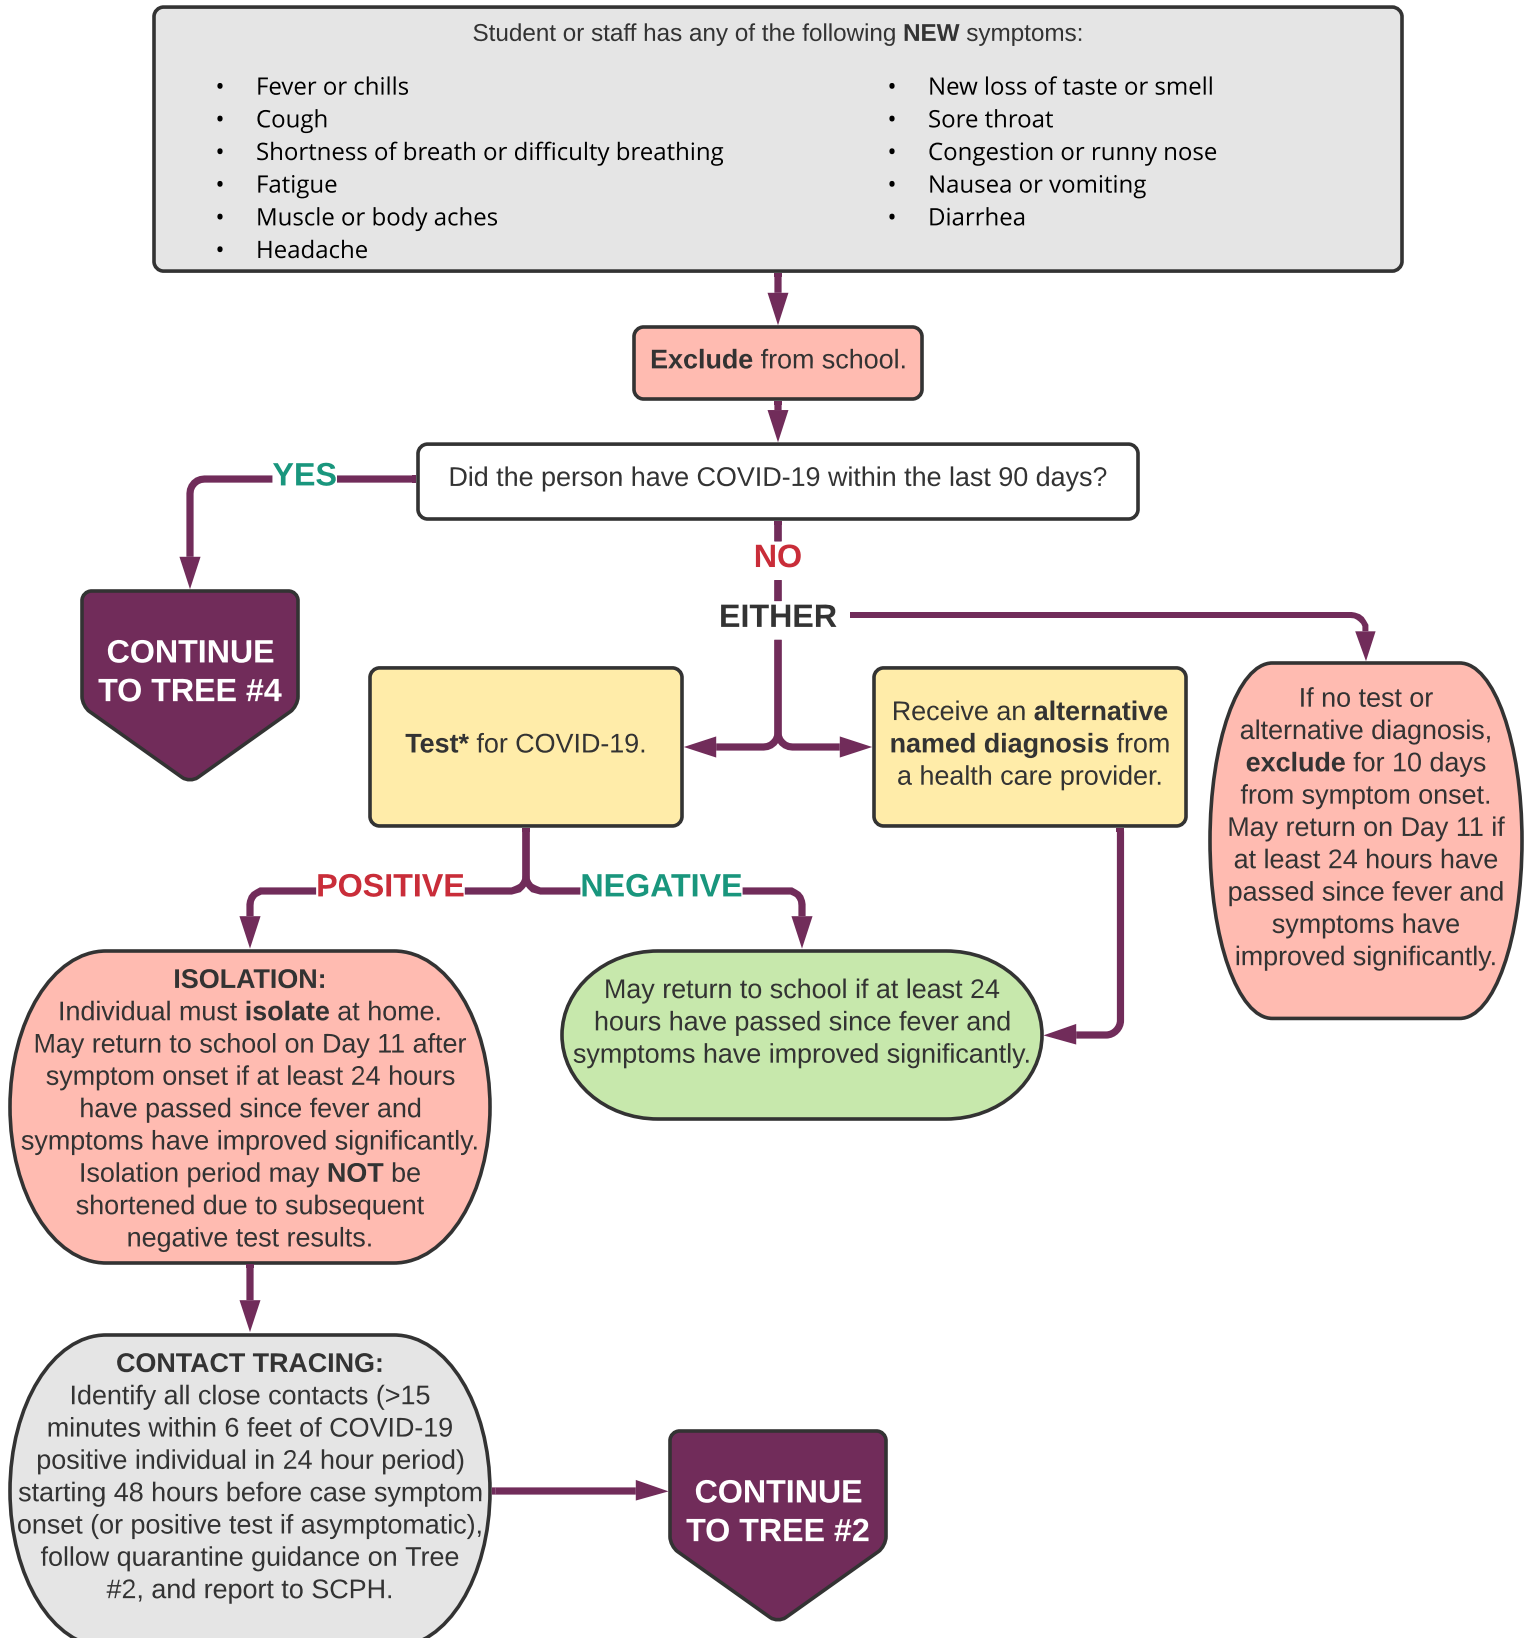 Student or staff has any of the following NEW symptoms:
• Fever or chills
• Cough
• Shortness of breath or difficulty breathing
• Fatigue
• Muscle or body aches
• Headache
• New loss of taste or smell
• Sore throat
• Congestion or runny nose
• Nausea or vomiting
• Diarrhea
Exclude from school.
Did the person have COVID-19 within the last 90 days?
YES
CONTINUE
TO TREE #4
NO
EITHER
Test* for COVID-19.
Receive an alternative
named diagnosis from
a health care provider.
If no test or
alternative diagnosis,
exclude for 10 days
from symptom onset.
May return on Day 11 if
at least 24 hours have
passed since fever and
symptoms have
improved significantly.
POSITIVE
NEGATIVE
ISOLATION:
Individual must isolate at home.
May return to school on Day 11 after
symptom onset if at least 24 hours
have passed since fever and
symptoms have improved significantly.
Isolation period may NOT be
shortened due to subsequent
negative test results.
May return to school if at least 24
hours have passed since fever and
symptoms have improved significantly.
CONTACT TRACING:
Identify all close contacts (>15
minutes within 6 feet of COVID-19
positive individual in 24 hour period)
starting 48 hours before case symptom
onset (or positive test if asymptomatic),
follow quarantine guidance on Tree
#2, and report to SCPH.
CONTINUE
TO TREE #2